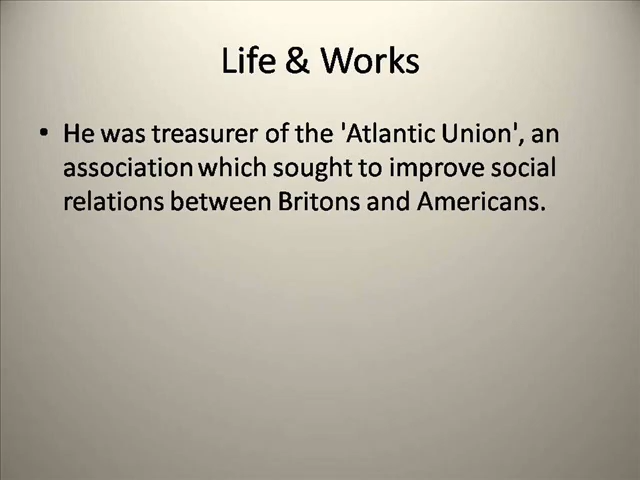 Life & Works
• He was treasurer of the 'Atlantic Union', an
association which sought to improve social
relations between Britons and Americans.